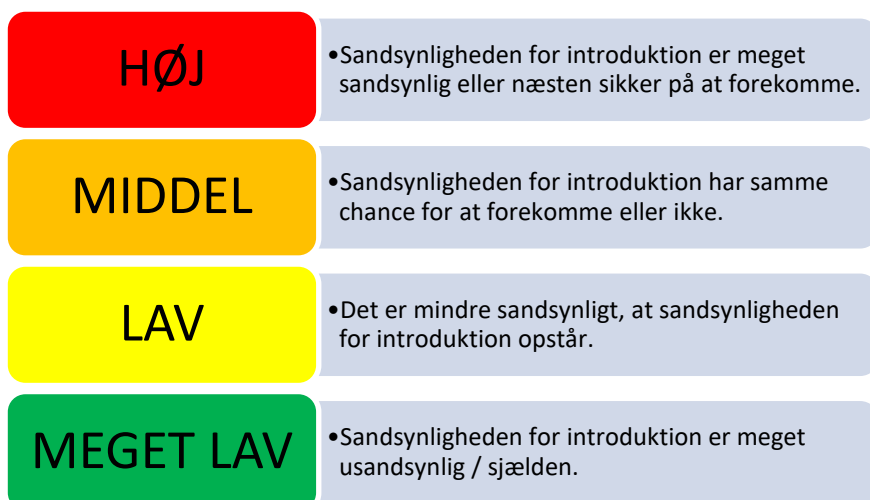 HØJ
•Sandsynligheden for introduktion er meget
sandsynlig eller næsten sikker på at forekomme.
MIDDEL
•Sandsynligheden for introduktion har samme
chance for at forekomme eller ikke.
LAV
•Det er mindre sandsynligt, at sandsynligheden
for introduktion opstår.
MEGET LAV
•Sandsynligheden for introduktion er meget
usandsynlig / sjælden.